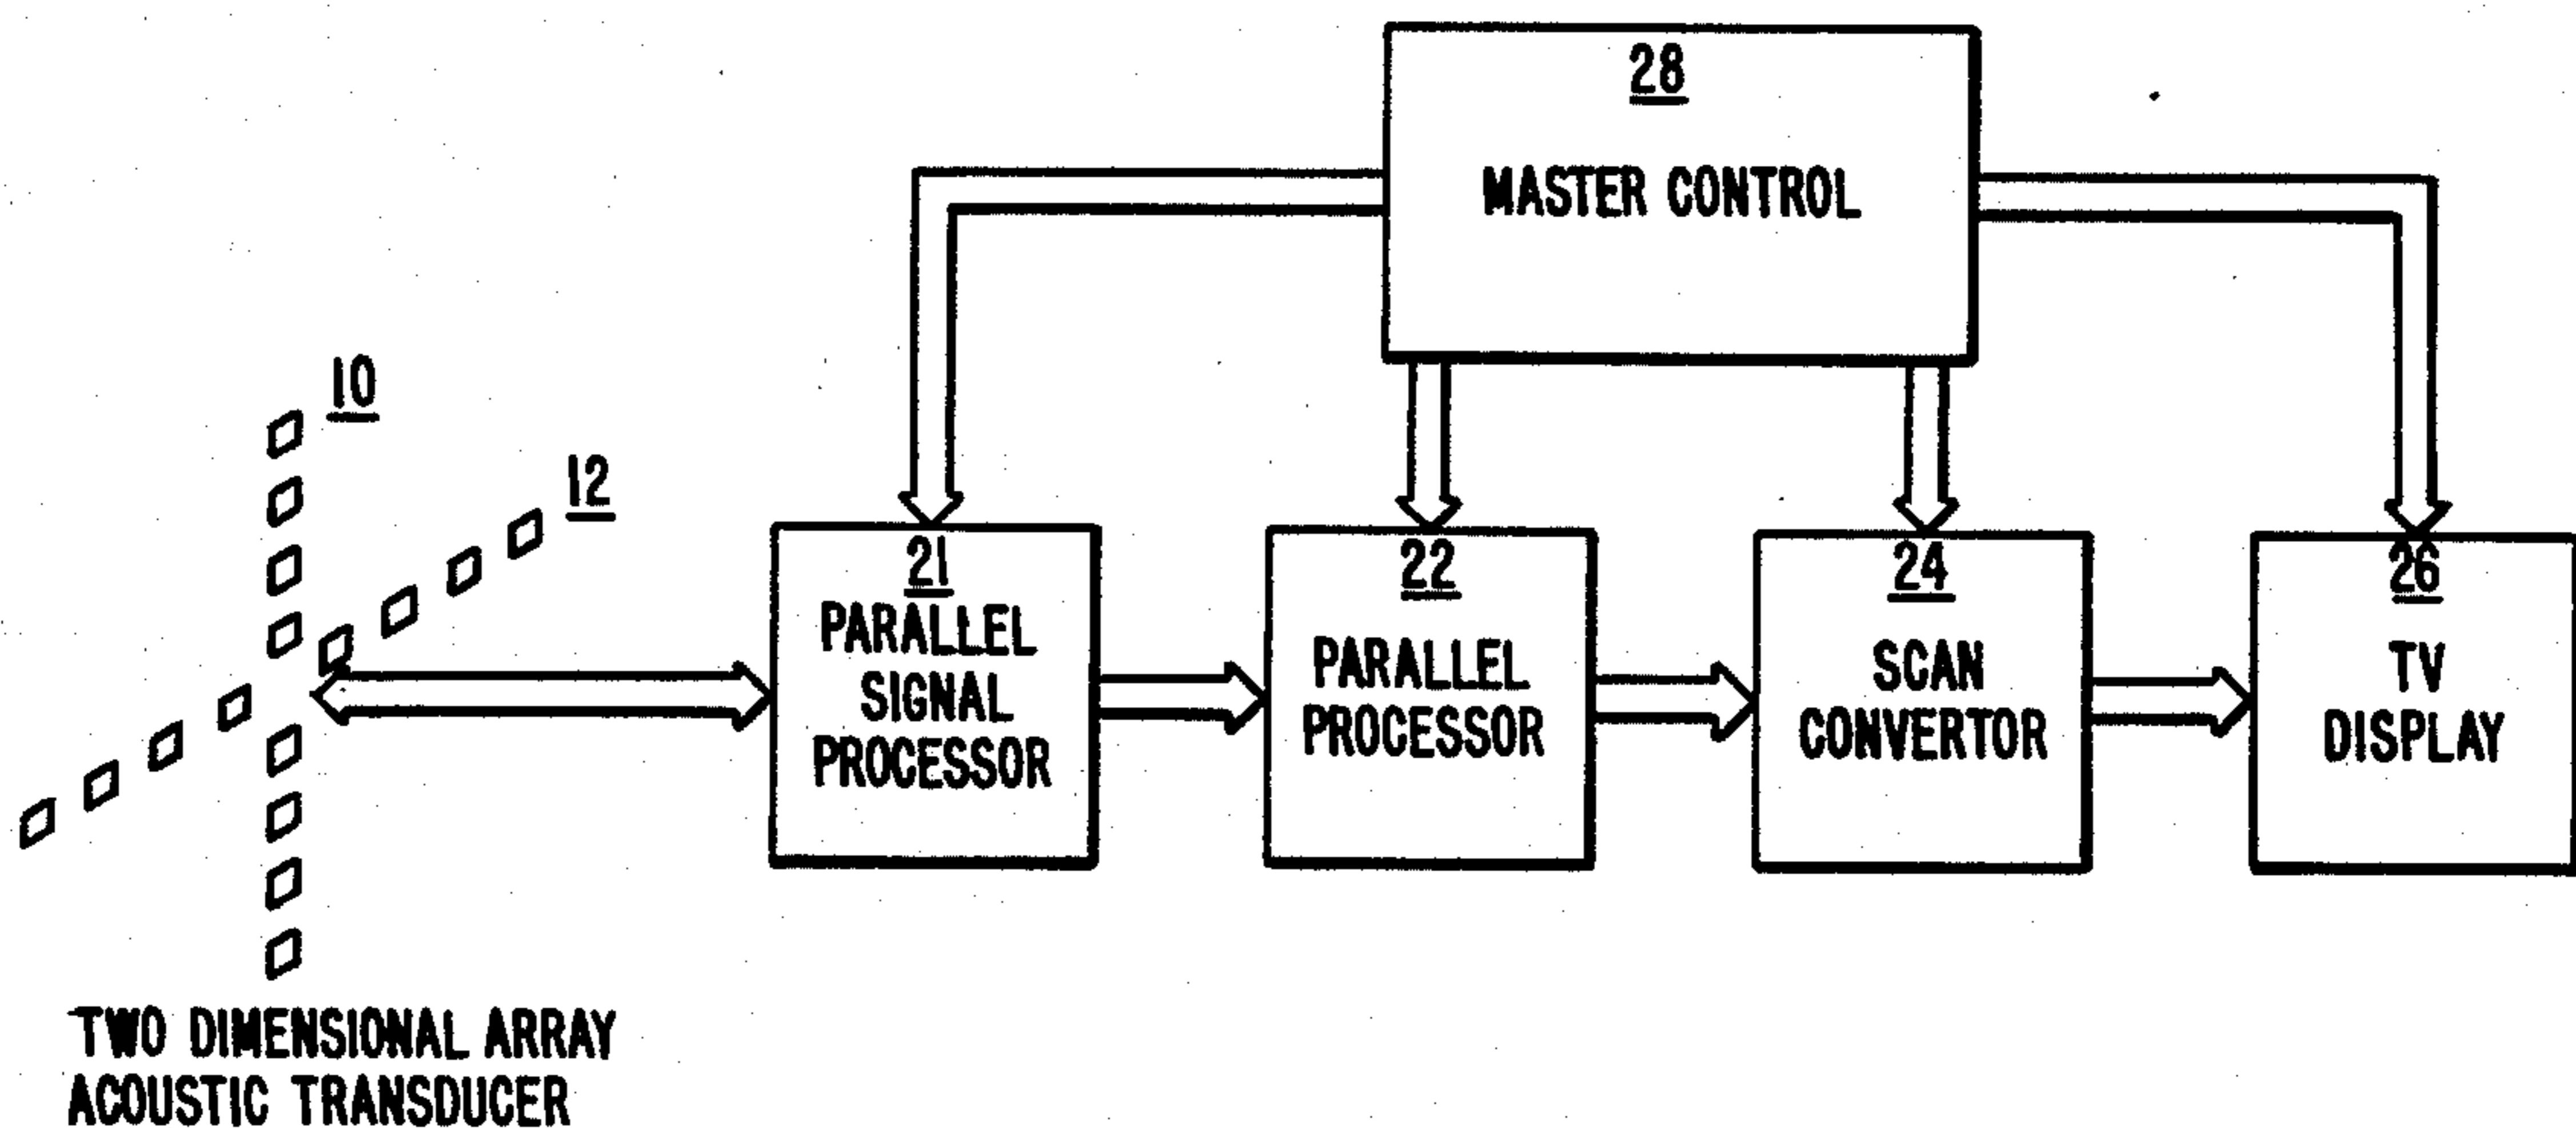 28
MASTER CONTROL
10
12
21
PARALLEL
SIGNAL
PROCESSOR
22
PARALLEL
PROCESSOR
24
SCAN
CONVERTOR
26
TV
DISPLAY
TWO DIMENSIONAL ARRAY
ACOUSTIC TRANSDUCER